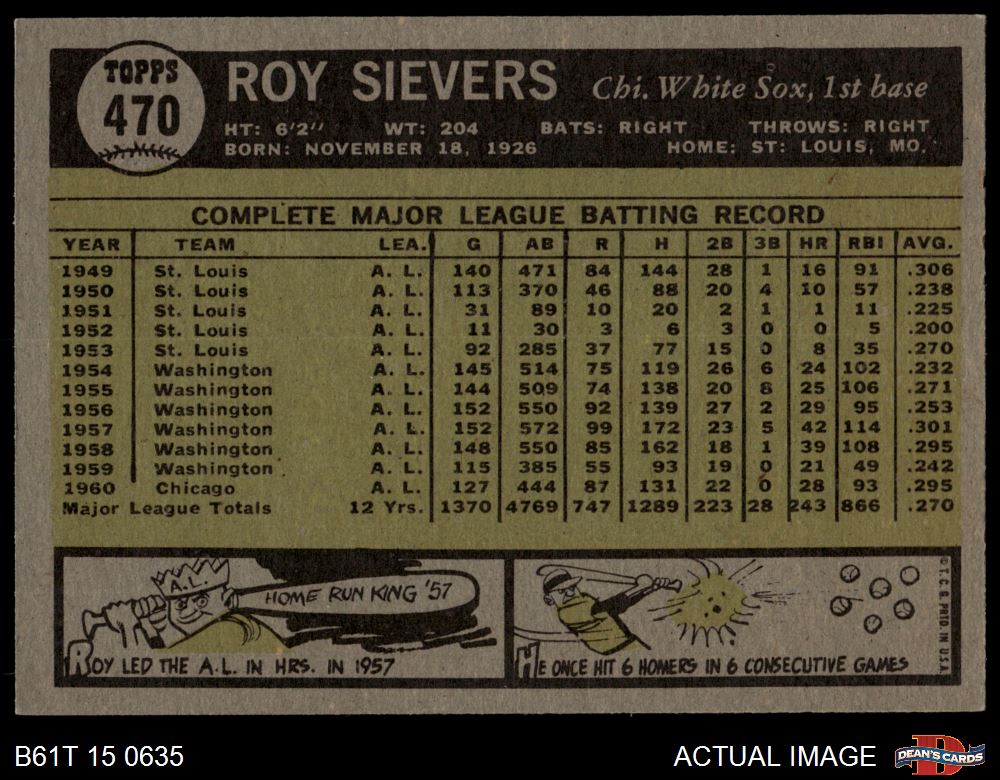 TOPPS
470
ROY SIEVERS Chi. White Sox, 1st base
HT: 6'2" WT: 204 BATS: RIGHT THROWS: RIGHT
BORN: NOVEMBER 18, 1926 HOME: ST. LOUIS, MO.
COMPLETE MAJOR LEAGUE BATTING RECORD
YEAR TEAM LEA. G AB R H 2B 3B HR RBI AVG.
1949 St. Louis A. L. 140 471 84 144 28 1 16 91 .306
1950 St. Louis A. L. 113 370 46 88 20 4 10 57 .238
1951 St. Louis A. L. 31 89 10 20 2 1 1 11 .225
1952 St. Louis A. L. 11 30 3 6 3 0 0 5 .200
1953 St. Louis A. L. 92 285 37 77 15 0 8 35 .270
1954 Washington A. L. 145 514 75 119 26 6 24 102 .232
1955 Washington A. L. 144 509 74 138 20 8 25 106 .271
1956 Washington A. L. 152 550 92 139 27 2 29 95 .253
1957 Washington A. L. 152 572 99 172 23 5 42 114 .301
1958 Washington A. L. 148 550 85 162 18 1 39 108 .295
1959 Washington A. L. 115 385 55 93 19 0 21 49 .242
1960 Chicago A. L. 127 444 87 131 22 0 28 93 .295
Major League Totals 12 Yrs. 1370 4769 747 1289 223 28 243 866 .270
A.L.
HOME RUN KING '57
ROY LED THE A.L. IN HRS. IN 1957
HE ONCE HIT 6 HOMERS IN 6 CONSECUTIVE GAMES
© T. C. G. PRTD IN U.S.A.
B61T 15 0635 ACTUAL IMAGE
D
DEAN'S CARDS